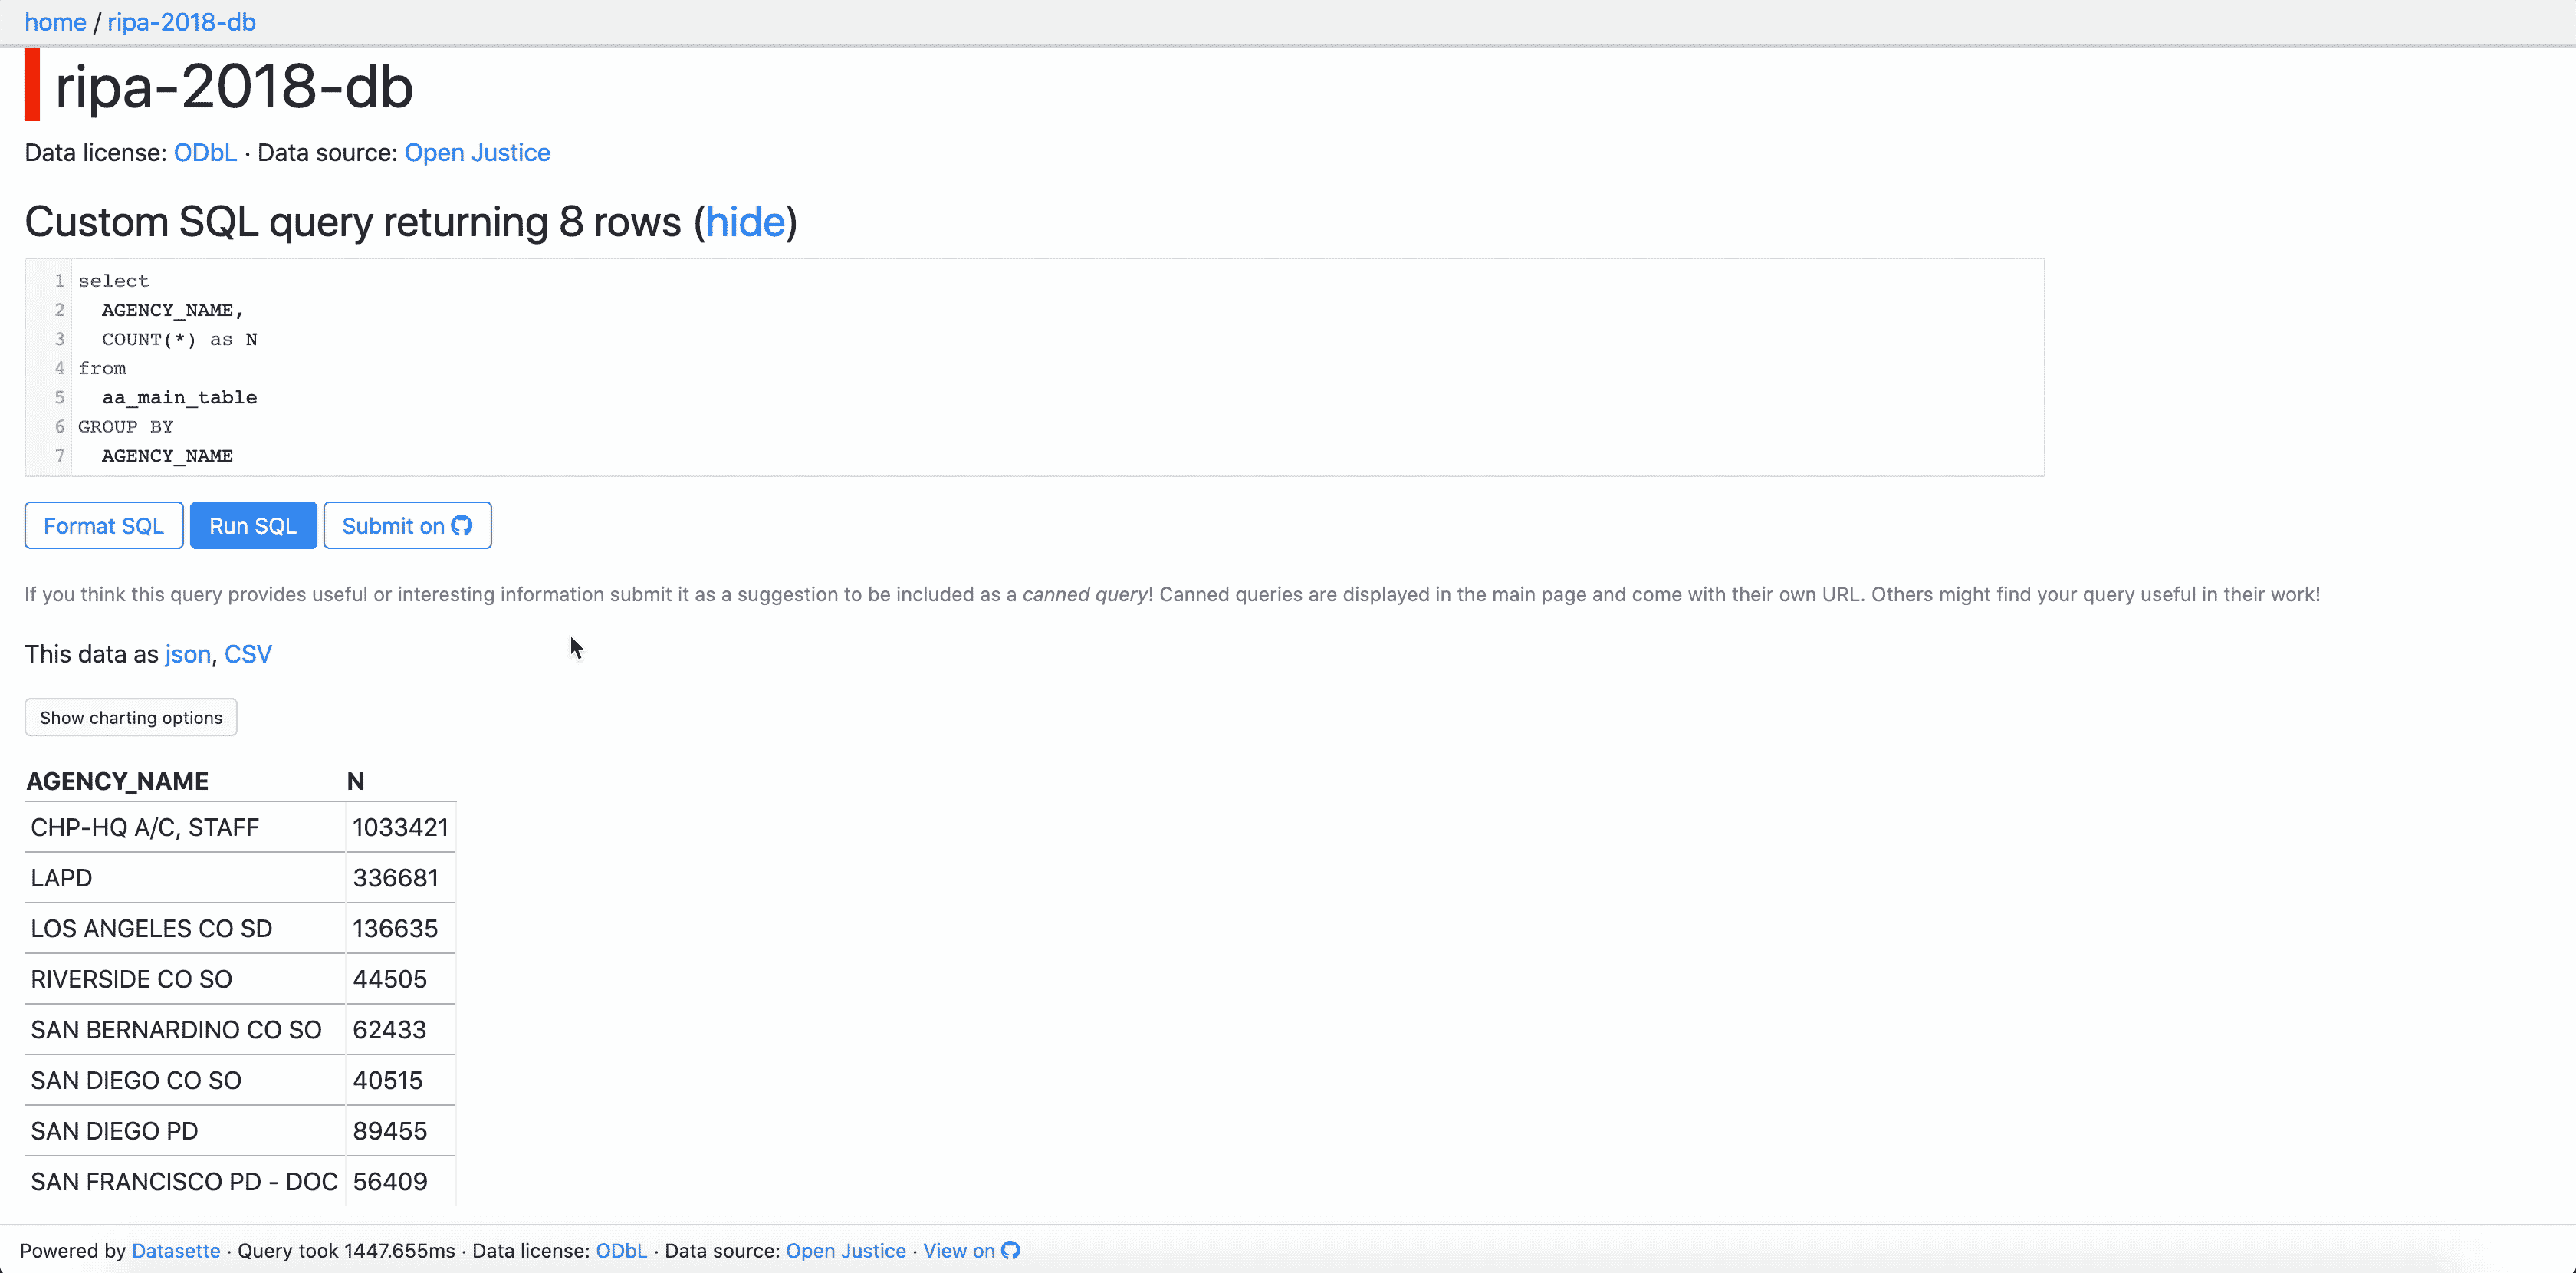 home / ripa-2018-db
ripa-2018-db
Data license: ODbL · Data source: Open Justice
Custom SQL query returning 8 rows (hide)
1 select
2 AGENCY_NAME,
3 COUNT(*) as N
4 from
5 aa_main_table
6 GROUP BY
7 AGENCY_NAME
Format SQL Run SQL Submit on
If you think this query provides useful or interesting information submit it as a suggestion to be included as a canned query! Canned queries are displayed in the main page and come with their own URL. Others might find your query useful in their work!
This data as json, CSV
Show charting options
AGENCY_NAME N
CHP-HQ A/C, STAFF 1033421
LAPD 336681
LOS ANGELES CO SD 136635
RIVERSIDE CO SO 44505
SAN BERNARDINO CO SO 62433
SAN DIEGO CO SO 40515
SAN DIEGO PD 89455
SAN FRANCISCO PD - DOC 56409
Powered by Datasette · Query took 1447.655ms · Data license: ODbL · Data source: Open Justice · View on